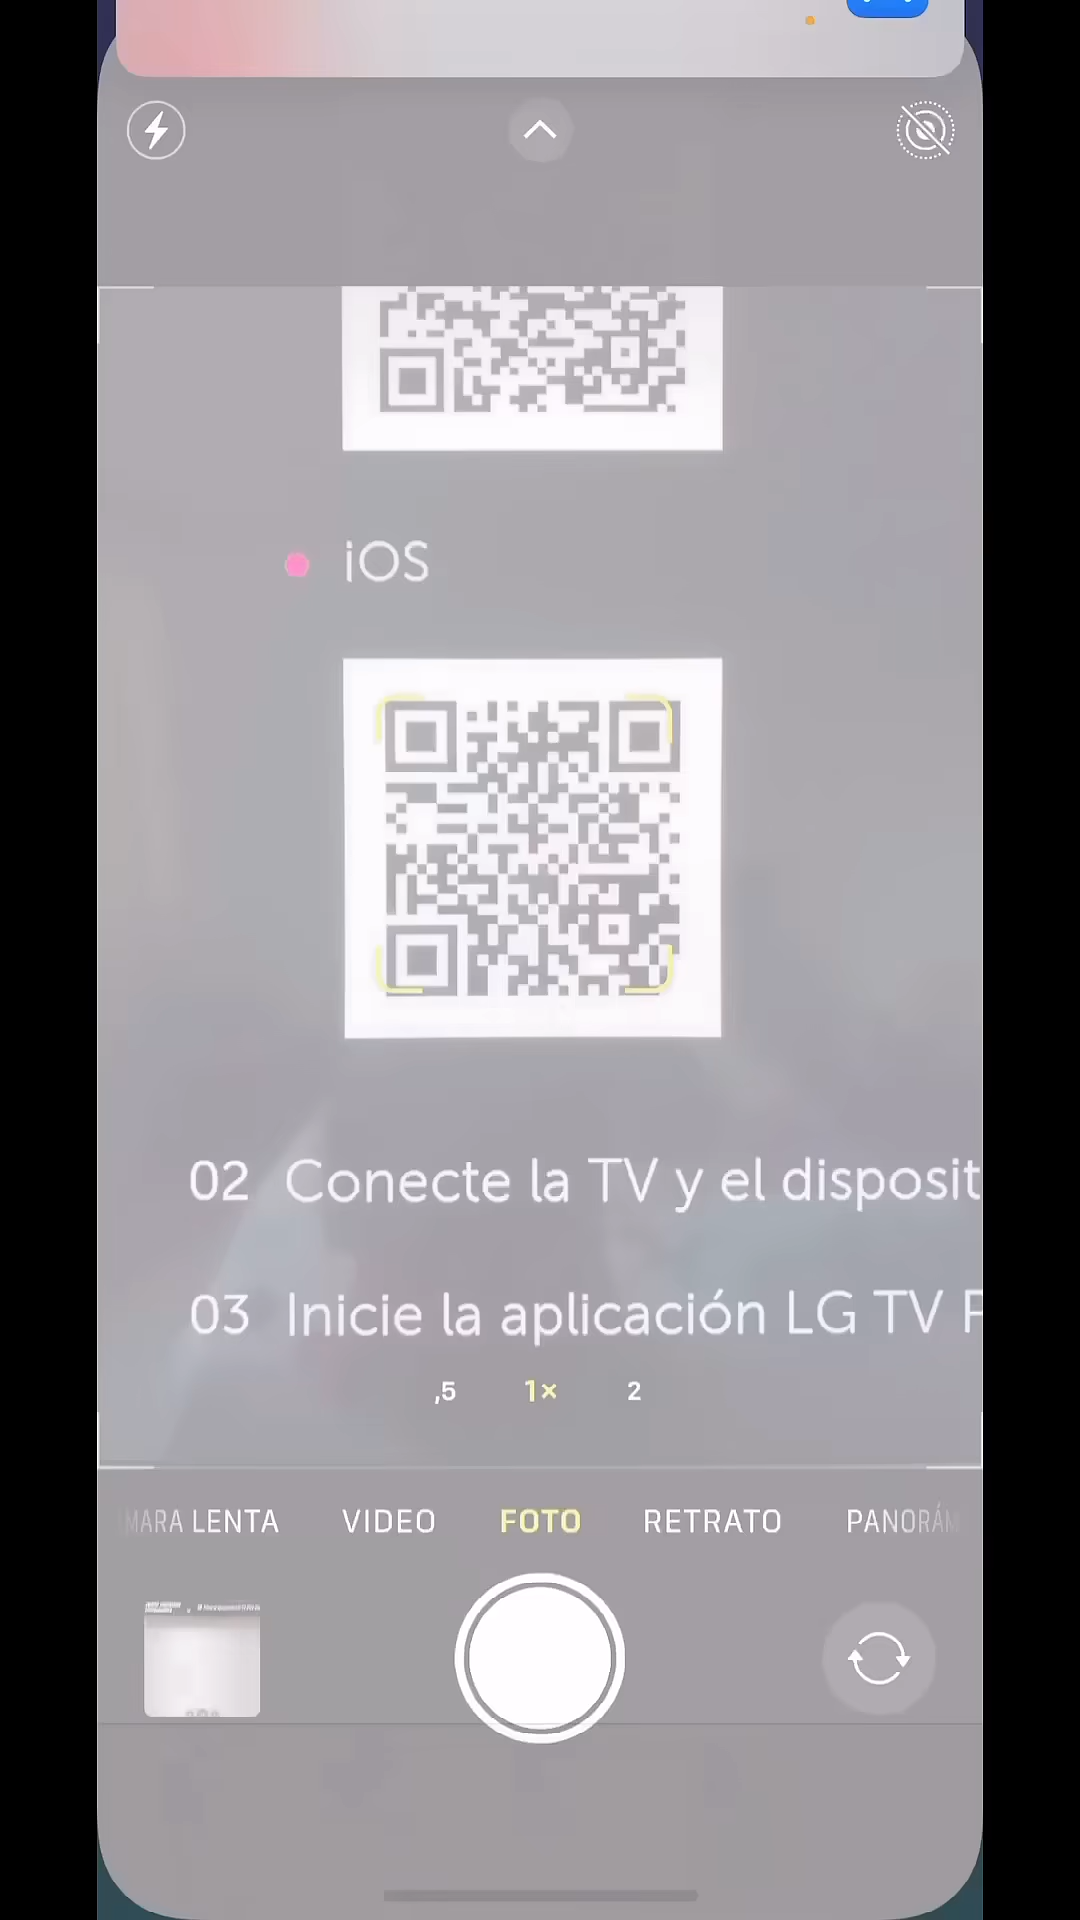 iOS
02 Conecte la TV y el disposit
03 Inicie la aplicación LG TV P
,5 1× 2
MARA LENTA VIDEO FOTO RETRATO PANORÁM